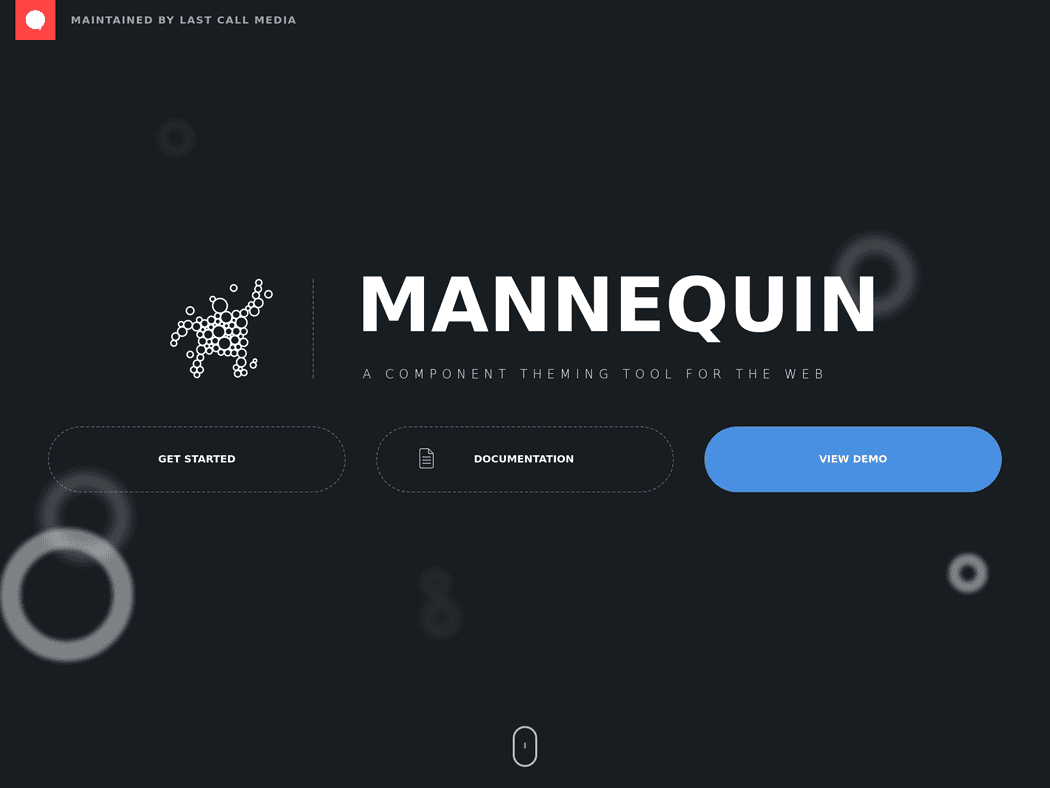 MAINTAINED BY LAST CALL MEDIA
MANNEQUIN
A COMPONENT THEMING TOOL FOR THE WEB
GET STARTED
DOCUMENTATION
VIEW DEMO